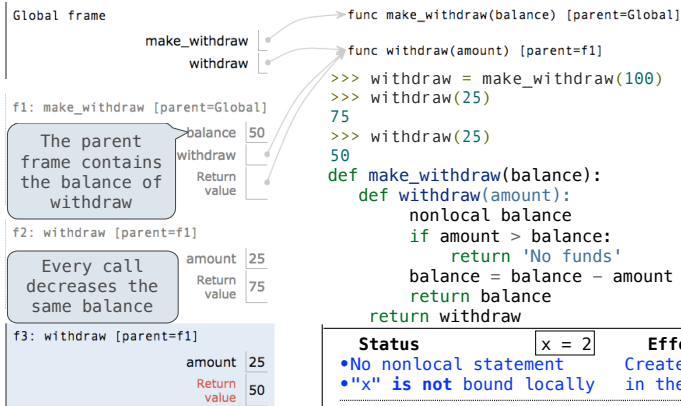 Global frame
make_withdraw
withdraw
func make_withdraw(balance) [parent=Global]
func withdraw(amount) [parent=f1]
f1: make_withdraw [parent=Global]
balance 50
withdraw
Return
value
The parent
frame contains
the balance of
withdraw
f2: withdraw [parent=f1]
amount 25
Return
value 75
Every call
decreases the
same balance
f3: withdraw [parent=f1]
amount 25
Return
value 50
>>> withdraw = make_withdraw(100)
>>> withdraw(25)
75
>>> withdraw(25)
50
def make_withdraw(balance):
def withdraw(amount):
nonlocal balance
if amount > balance:
return 'No funds'
balance = balance − amount
return balance
return withdraw
Status x = 2
•No nonlocal statement Create
•"x" is not bound locally in the